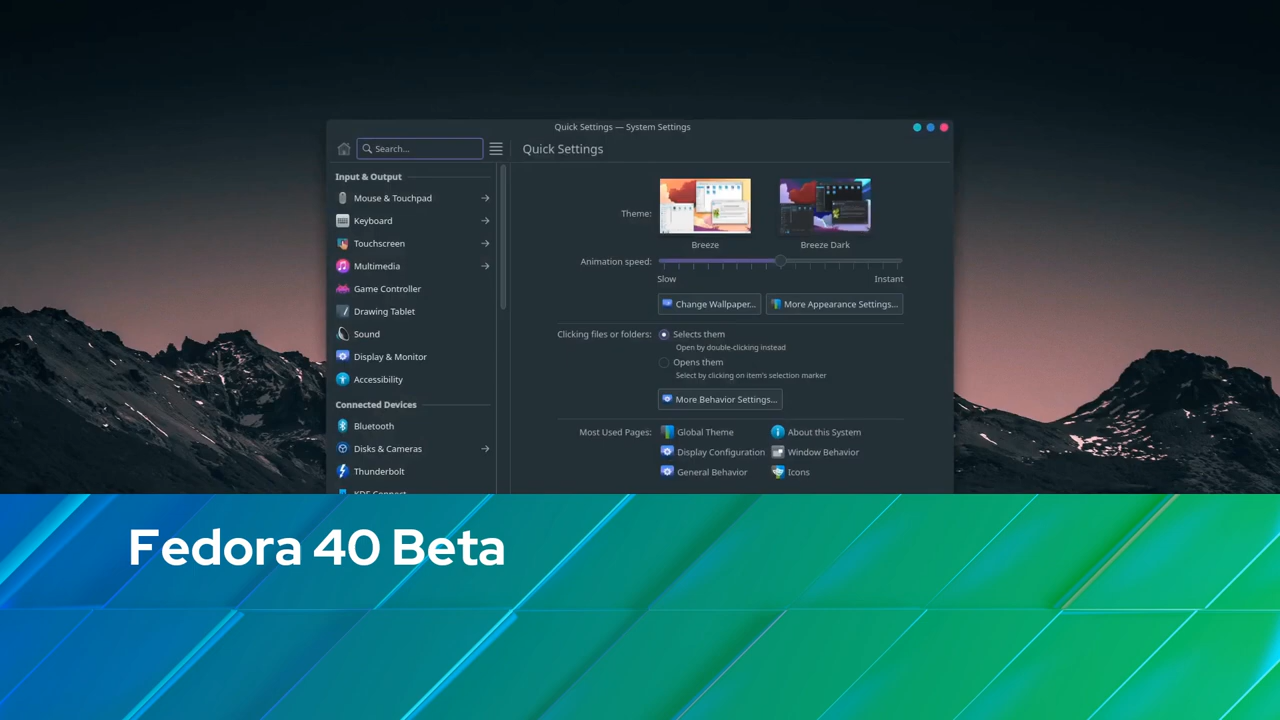 Quick Settings — System Settings
Search...
Quick Settings
Input & Output
Mouse & Touchpad
Keyboard
Touchscreen
Multimedia
Game Controller
Drawing Tablet
Sound
Display & Monitor
Accessibility
Connected Devices
Bluetooth
Disks & Cameras
Thunderbolt
KDE Connect
Theme:
Breeze
Breeze Dark
Animation speed:
Slow
Instant
Change Wallpaper...
More Appearance Settings...
Clicking files or folders:
Selects them
Open by double-clicking instead
Opens them
Select by clicking on item's selection marker
More Behavior Settings...
Most Used Pages:
Global Theme
About this System
Display Configuration
Window Behavior
General Behavior
Icons
Fedora 40 Beta